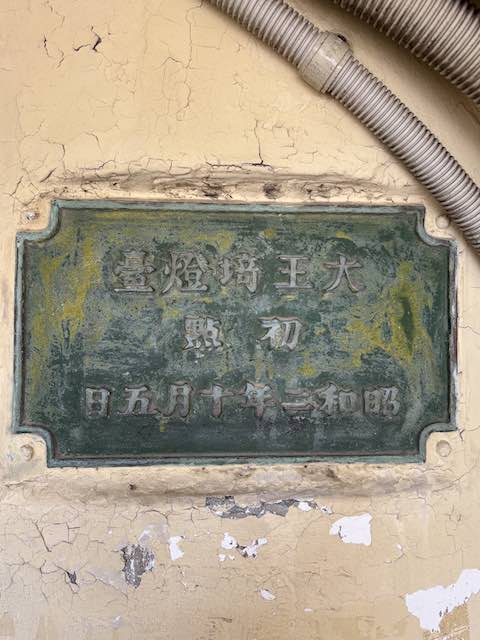 大王埼燈臺
初點
昭和二年十月五日